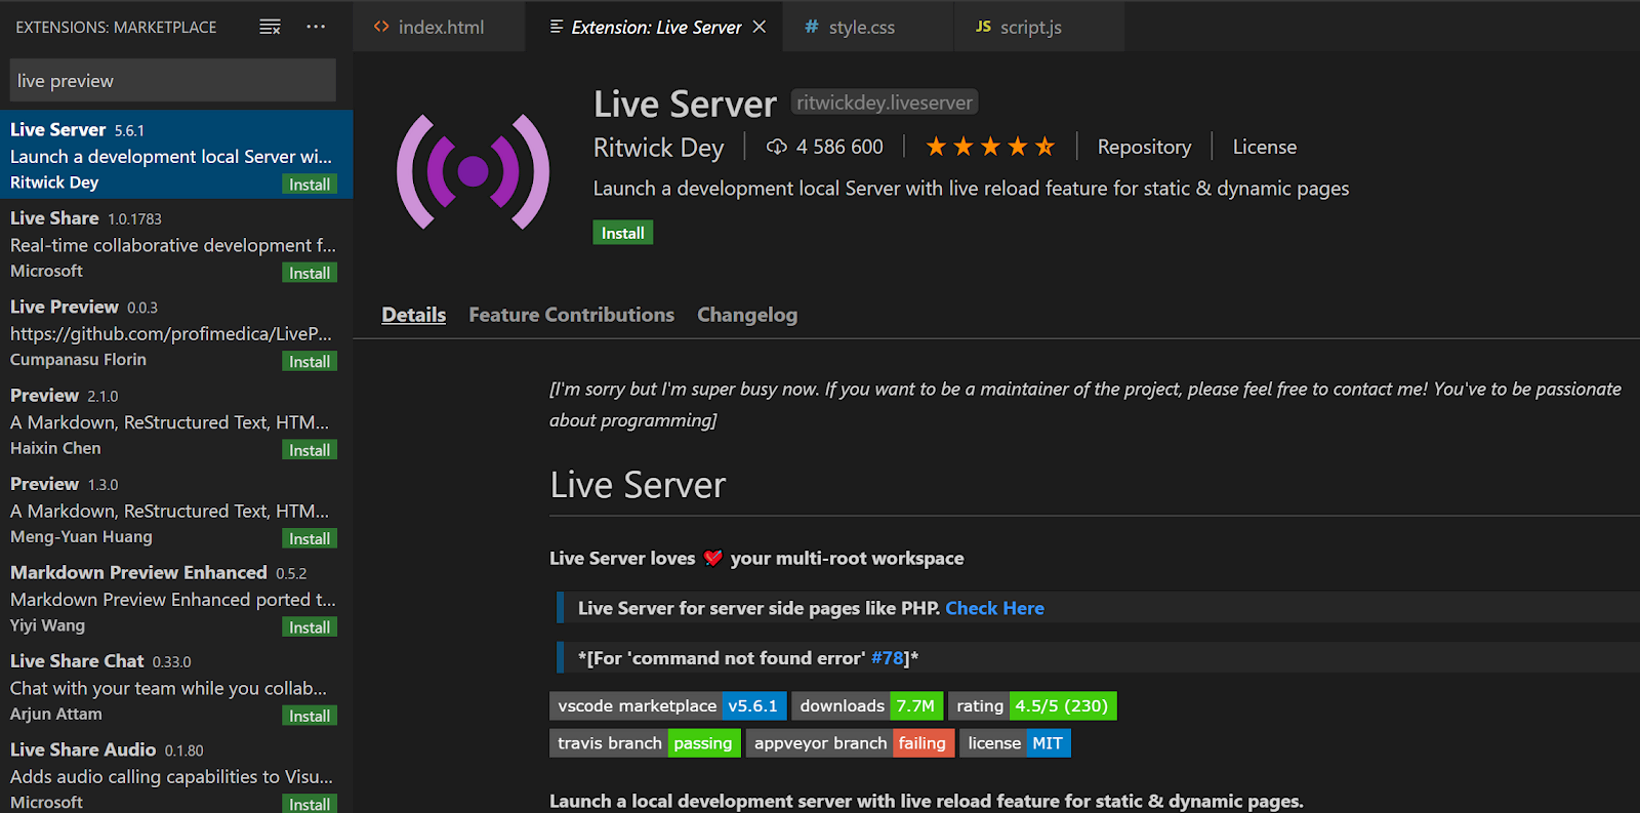 EXTENSIONS: MARKETPLACE
live preview
Live Server 5.6.1
Launch a development local Server wi...
Ritwick Dey
Install
Live Share 1.0.1783
Real-time collaborative development f...
Microsoft
Install
Live Preview 0.0.3
https://github.com/profimedica/LiveP...
Cumpanasu Florin
Install
Preview 2.1.0
A Markdown, ReStructured Text, HTM...
Haixin Chen
Install
Preview 1.3.0
A Markdown, ReStructured Text, HTM...
Meng-Yuan Huang
Install
Markdown Preview Enhanced 0.5.2
Markdown Preview Enhanced ported t...
Yiyi Wang
Install
Live Share Chat 0.33.0
Chat with your team while you collab...
Arjun Attam
Install
Live Share Audio 0.1.80
Adds audio calling capabilities to Visu...
Microsoft
Install
<> index.html
Extension: Live Server
# style.css
JS script.js
Live Server ritwickdey.liveserver
Ritwick Dey | 4 586 600 | ★★★★ | Repository | License
Launch a development local Server with live reload feature for static & dynamic pages
Install
Details Feature Contributions Changelog
[I'm sorry but I'm super busy now. If you want to be a maintainer of the project, please feel free to contact me! You've to be passionate
about programming]
Live Server
Live Server loves ❤ your multi-root workspace
Live Server for server side pages like PHP. Check Here
*[For 'command not found error' #78]*
vscode marketplace v5.6.1 downloads 7.7M rating 4.5/5 (230)
travis branch passing appveyor branch failing license MIT
Launch a local development server with live reload feature for static & dynamic pages.